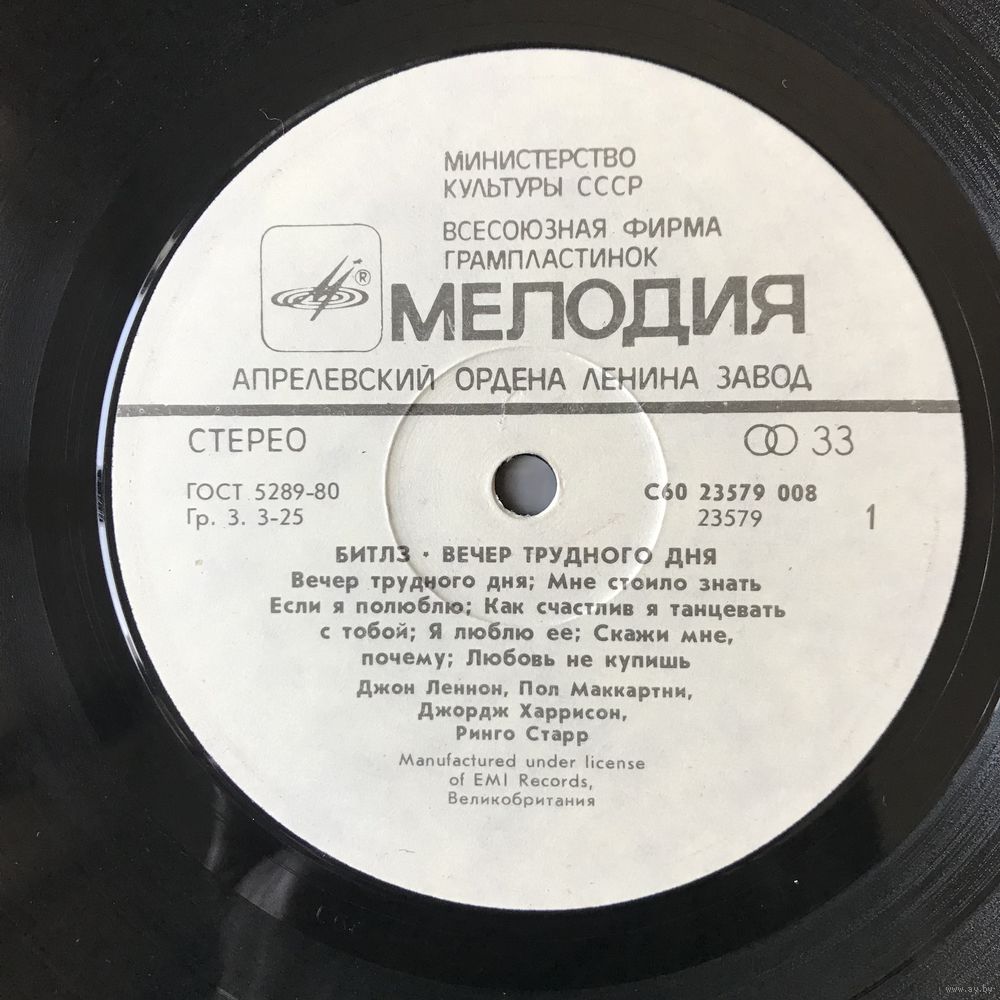 МИНИСТЕРСТВО
КУЛЬТУРЫ СССР
ВСЕСОЮЗНАЯ ФИРМА
ГРАМПЛАСТИНОК
®
МЕЛОДИЯ
АПРЕЛЕВСКИЙ ОРДЕНА ЛЕНИНА ЗАВОД
СТЕРЕО
33
ГОСТ 5289-80
С60 23579 008
Гр. 3. 3-25
23579
1
БИТЛЗ · ВЕЧЕР ТРУДНОГО ДНЯ
Вечер трудного дня; Мне стоило знать
Если я полюблю; Как счастлив я танцевать
с тобой; Я люблю ее; Скажи мне,
почему; Любовь не купишь
Джон Леннон, Пол Маккартни,
Джордж Харрисон,
Ринго Старр
Manufactured under license
of EMI Records,
Великобритания
www.ay.by